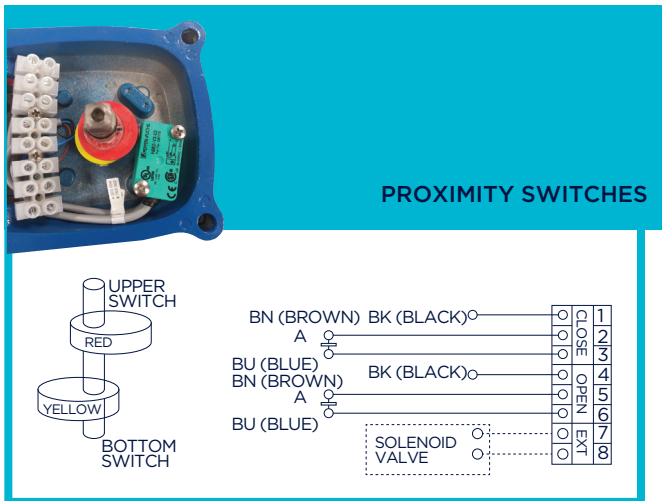 PROXIMITY SWITCHES
UPPER
SWITCH
RED
YELLOW
BOTTOM
SWITCH
BN (BROWN) BK (BLACK)
A
BU (BLUE)
BN (BROWN) BK (BLACK)
A
BU (BLUE)
SOLENOID
VALVE
CLOSE
OPEN
EXT
1
2
3
4
5
6
7
8